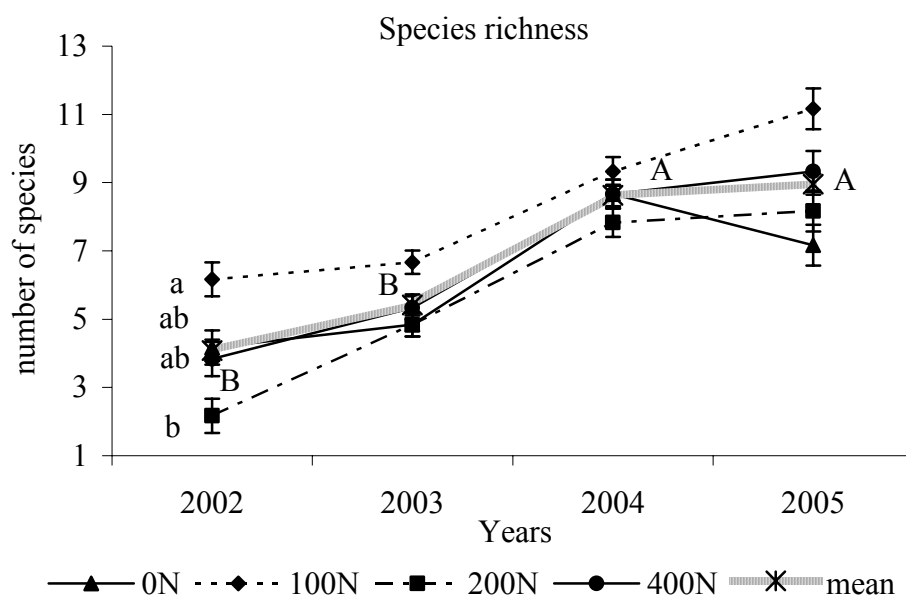 Species richness
number of species
13
11
9
7
5
3
1
a
ab
ab
b
B
B
A
A
2002 2003 2004 2005
Years
0N 100N 200N 400N mean